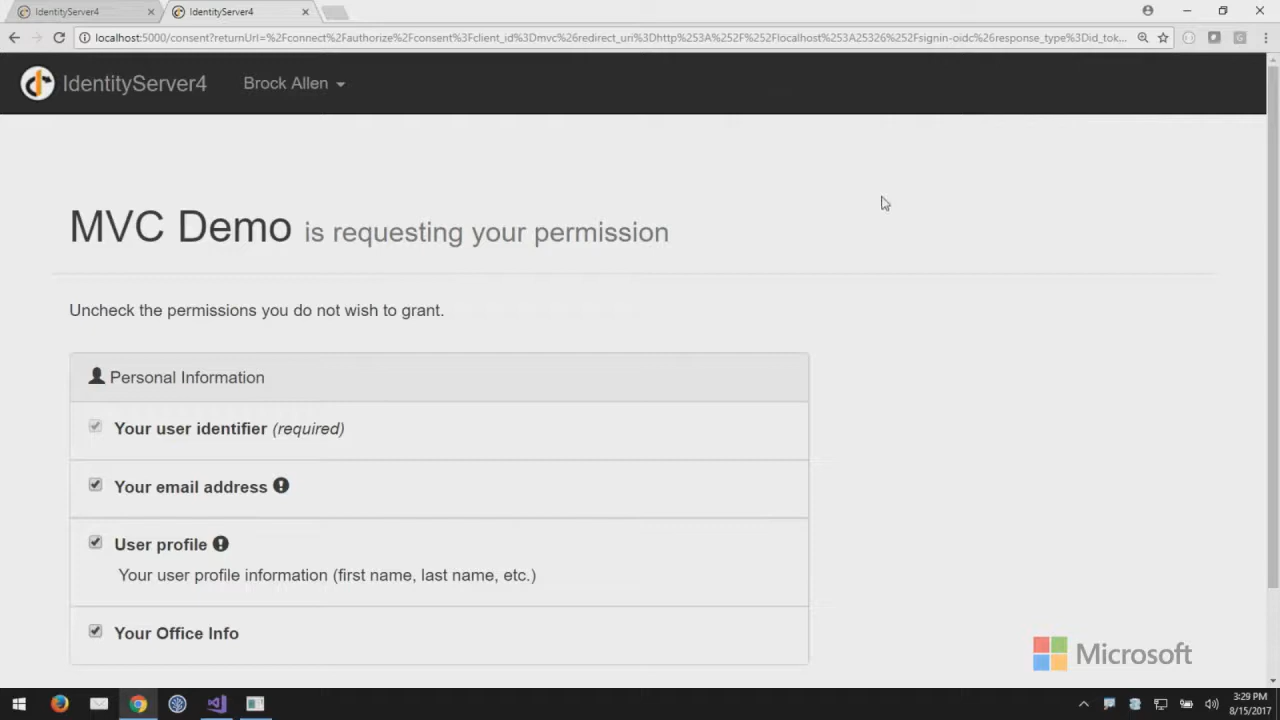 IdentityServer4
IdentityServer4
localhost:5000/consent?returnUrl=%2Fconnect%2Fauthorize%2Fconsent%3Fclient_id%3Dmvc%26redirect_uri%3Dhttp%253A%252F%252Flocalhost%253A25326%252Fsignin-oidc%26response_type%3Did_tok...
IdentityServer4 Brock Allen
MVC Demo is requesting your permission
Uncheck the permissions you do not wish to grant.
Personal Information
Your user identifier (required)
Your email address
User profile
Your user profile information (first name, last name, etc.)
Your Office Info
Microsoft
3:29 PM
8/15/2017